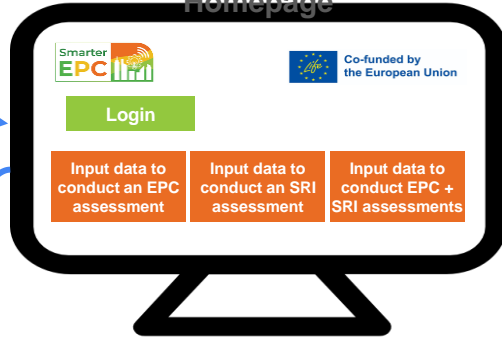 Homepage
Smarter
EPC
Life
Co-funded by
the European Union
Login
Input data to
conduct an EPC
assessment
Input data to
conduct an SRI
assessment
Input data to
conduct EPC +
SRI assessments